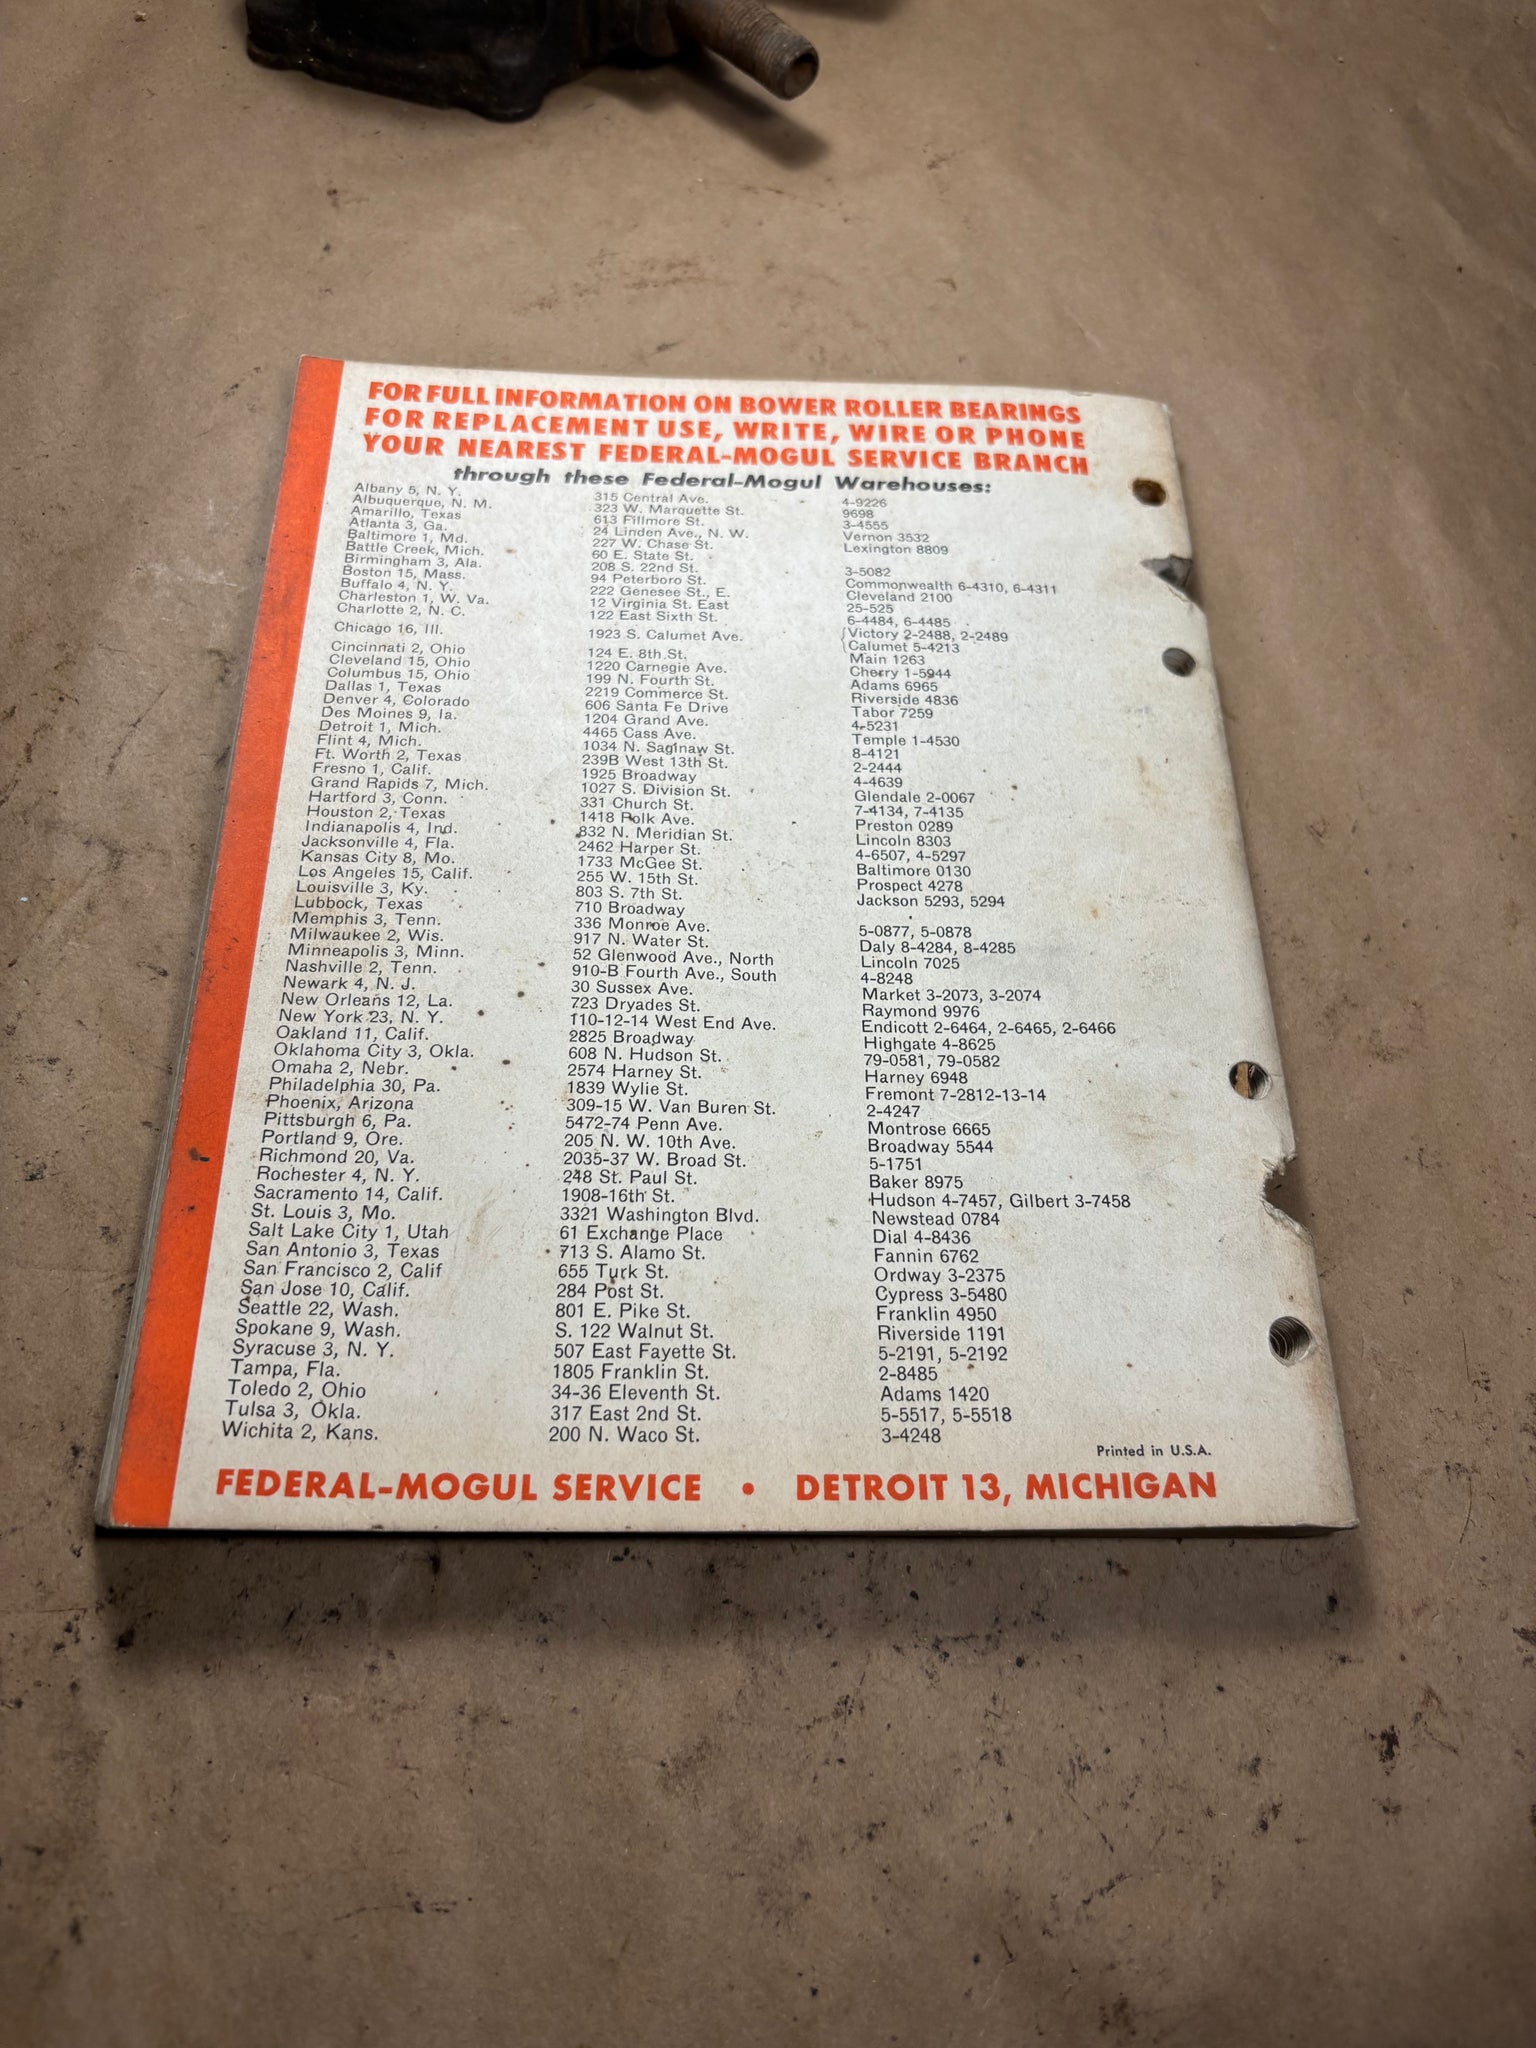 FOR FULL INFORMATION ON BOWER ROLLER BEARINGS
FOR REPLACEMENT USE, WRITE, WIRE OR PHONE
YOUR NEAREST FEDERAL-MOGUL SERVICE BRANCH
through these Federal-Mogul Warehouses:
Albany 5, N. Y. 315 Central Ave. 4-9226
Albuquerque, N. M. 323 W. Marquette St. 9698
Amarillo, Texas 613 Fillmore St. 3-4555
Atlanta 3, Ga. 24 Linden Ave., N. W. Vernon 3532
Baltimore 1, Md. 227 W. Chase St. Lexington 8809
Battle Creek, Mich. 60 E. State St.
Birmingham 3, Ala. 208 S. 22nd St. 3-5082
Boston 15, Mass. 94 Peterboro St. Commonwealth 6-4310, 6-4311
Buffalo 4, N. Y. 222 Genesee St., E. Cleveland 2100
Charleston 1, W. Va. 12 Virginia St. East 25-525
Charlotte 2, N. C. 122 East Sixth St. 6-4484, 6-4485
Chicago 16, Ill. 1923 S. Calumet Ave. Victory 2-2488, 2-2489
Calumet 5-4213
Cincinnati 2, Ohio 124 E. 8th St. Main 1263
Cleveland 15, Ohio 1220 Carnegie Ave. Cherry 1-5944
Columbus 15, Ohio 199 N. Fourth St. Adams 6965
Dallas 1, Texas 2219 Commerce St. Riverside 4836
Denver 4, Colorado 606 Santa Fe Drive Tabor 7259
Des Moines 9, Ia. 1204 Grand Ave. 4-5231
Detroit 1, Mich. 4465 Cass Ave. Temple 1-4530
Flint 4, Mich. 1034 N. Saginaw St. 8-4121
Ft. Worth 2, Texas 239B West 13th St. 2-2444
Fresno 1, Calif. 1925 Broadway 4-4639
Grand Rapids 7, Mich. 1027 S. Division St. Glendale 2-0067
Hartford 3, Conn. 331 Church St. 7-4134, 7-4135
Houston 2, Texas 1418 Polk Ave. Preston 0289
Indianapolis 4, Ind. 832 N. Meridian St. Lincoln 8303
Jacksonville 4, Fla. 2462 Harper St. 4-6507, 4-5297
Kansas City 8, Mo. 1733 McGee St. Baltimore 0130
Los Angeles 15, Calif. 255 W. 15th St. Prospect 4278
Louisville 3, Ky. 803 S. 7th St. Jackson 5293, 5294
Lubbock, Texas 710 Broadway
Memphis 3, Tenn. 336 Monroe Ave. 5-0877, 5-0878
Milwaukee 2, Wis. 917 N. Water St. Daly 8-4284, 8-4285
Minneapolis 3, Minn. 52 Glenwood Ave., North Lincoln 7025
Nashville 2, Tenn. 910-B Fourth Ave., South 4-8248
Newark 4, N. J. 30 Sussex Ave. Market 3-2073, 3-2074
New Orleans 12, La. 723 Dryades St. Raymond 9976
New York 23, N. Y. 110-12-14 West End Ave. Endicott 2-6464, 2-6465, 2-6466
Oakland 11, Calif. 2825 Broadway Highgate 4-8625
Oklahoma City 3, Okla. 608 N. Hudson St. 79-0581, 79-0582
Omaha 2, Nebr. 2574 Harney St. Harney 6948
Philadelphia 30, Pa. 1839 Wylie St. Fremont 7-2812-13-14
Phoenix, Arizona 309-15 W. Van Buren St. 2-4247
Pittsburgh 6, Pa. 5472-74 Penn Ave. Montrose 6665
Portland 9, Ore. 205 N. W. 10th Ave. Broadway 5544
Richmond 20, Va. 2035-37 W. Broad St. 5-1751
Rochester 4, N. Y. 248 St. Paul St. Baker 8975
Sacramento 14, Calif. 1908-16th St. Hudson 4-7457, Gilbert 3-7458
St. Louis 3, Mo. 3321 Washington Blvd. Newstead 0784
Salt Lake City 1, Utah 61 Exchange Place Dial 4-8436
San Antonio 3, Texas 713 S. Alamo St. Fannin 6762
San Francisco 2, Calif 655 Turk St. Ordway 3-2375
San Jose 10, Calif. 284 Post St. Cypress 3-5480
Seattle 22, Wash. 801 E. Pike St. Franklin 4950
Spokane 9, Wash. S. 122 Walnut St. Riverside 1191
Syracuse 3, N. Y. 507 East Fayette St. 5-2191, 5-2192
Tampa, Fla. 1805 Franklin St. 2-8485
Toledo 2, Ohio 34-36 Eleventh St. Adams 1420
Tulsa 3, Okla. 317 East 2nd St. 5-5517, 5-5518
Wichita 2, Kans. 200 N. Waco St. 3-4248
Printed in U.S.A.
FEDERAL-MOGUL SERVICE • DETROIT 13, MICHIGAN